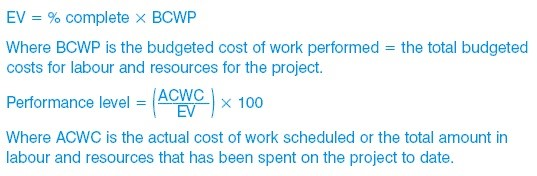 EV = % complete × BCWP
Where BCWP is the budgeted cost of work performed = the total budgeted
costs for labour and resources for the project.
Performance level = (ACWC / EV) × 100
Where ACWC is the actual cost of work scheduled or the total amount in
labour and resources that has been spent on the project to date.